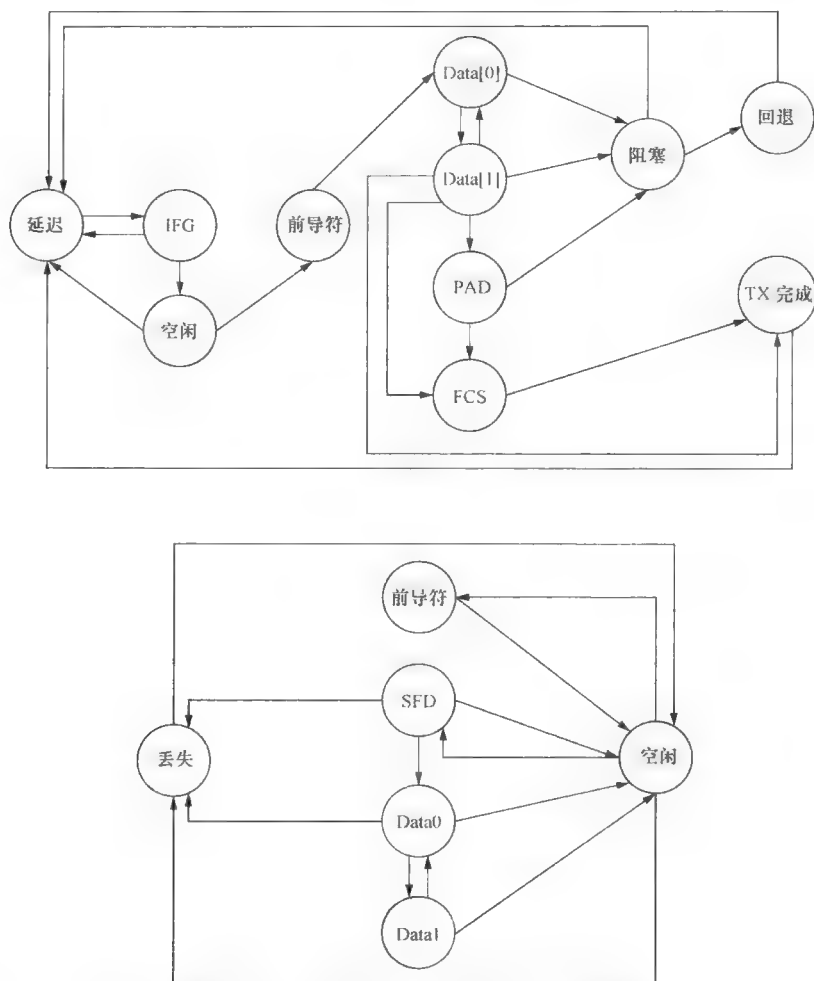 Data[0]
回退
阻塞
Data[1]
延迟
IFG
前导符
PAD
TX 完成
空闲
FCS
前导符
SFD
丢失
空闲
Data0
Data1